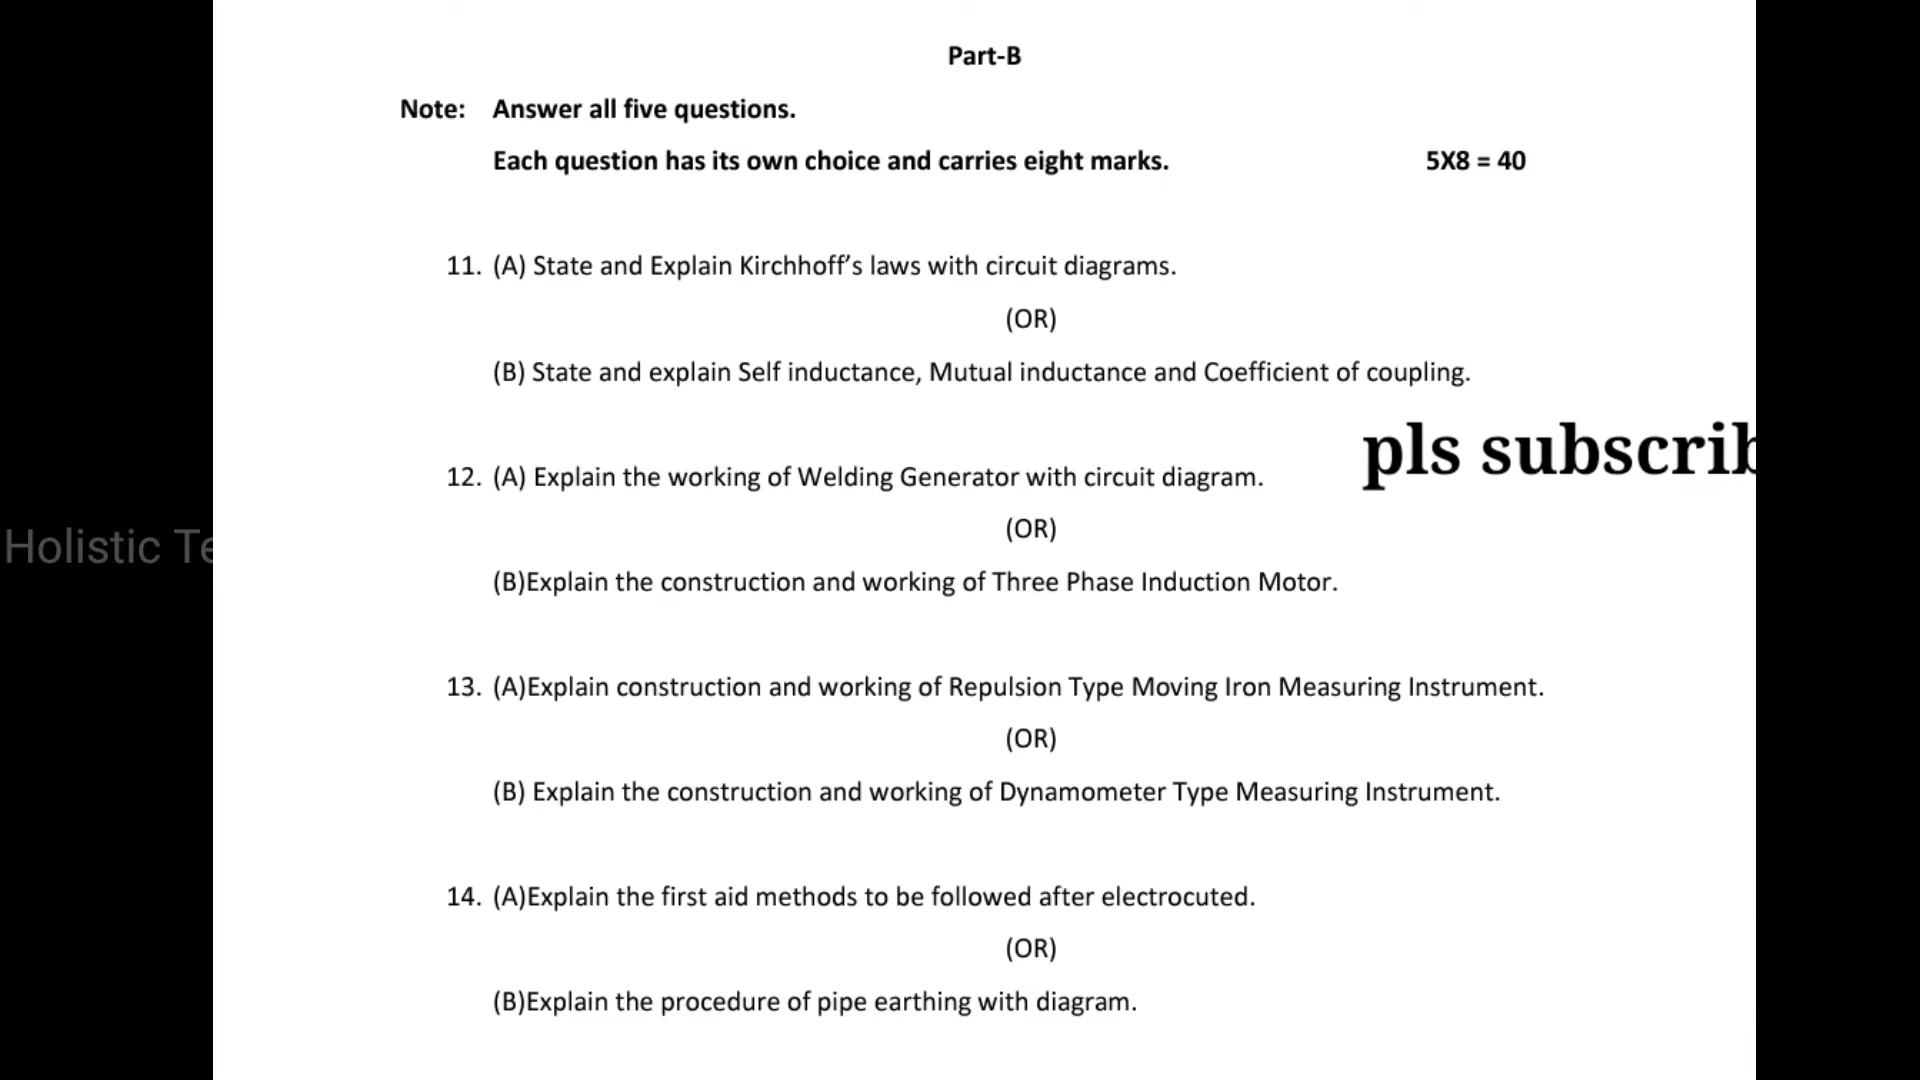 Part-B
Note: Answer all five questions.
Each question has its own choice and carries eight marks. 5X8 = 40
11. (A) State and Explain Kirchhoff’s laws with circuit diagrams.
(OR)
(B) State and explain Self inductance, Mutual inductance and Coefficient of coupling.
pls subscrib
12. (A) Explain the working of Welding Generator with circuit diagram.
(OR)
Holistic Te
(B)Explain the construction and working of Three Phase Induction Motor.
13. (A)Explain construction and working of Repulsion Type Moving Iron Measuring Instrument.
(OR)
(B) Explain the construction and working of Dynamometer Type Measuring Instrument.
14. (A)Explain the first aid methods to be followed after electrocuted.
(OR)
(B)Explain the procedure of pipe earthing with diagram.